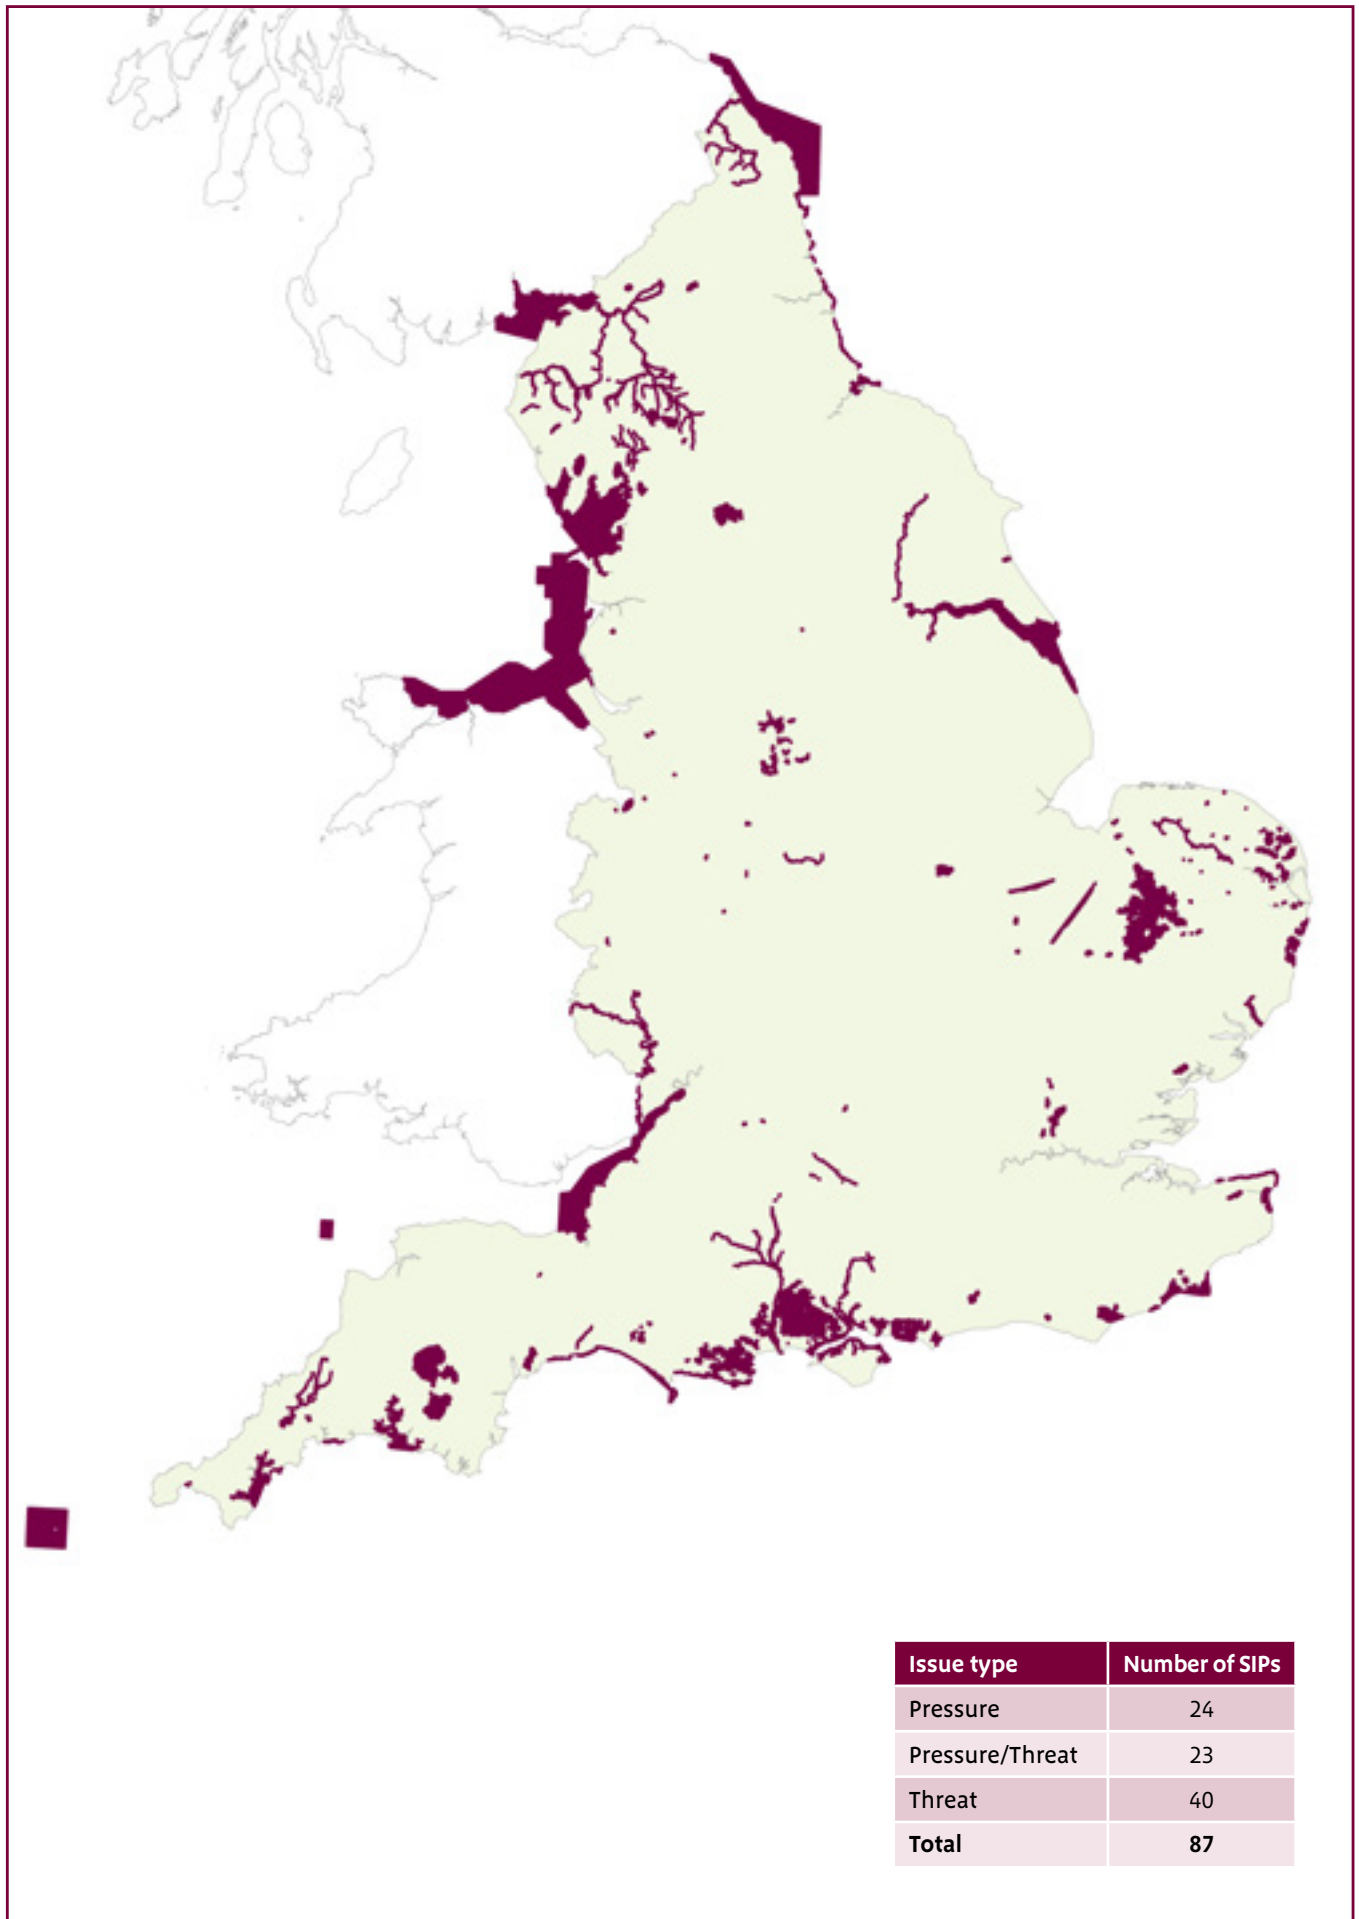 Issue type Number of SIPs
Pressure 24
Pressure/Threat 23
Threat 40
Total 87